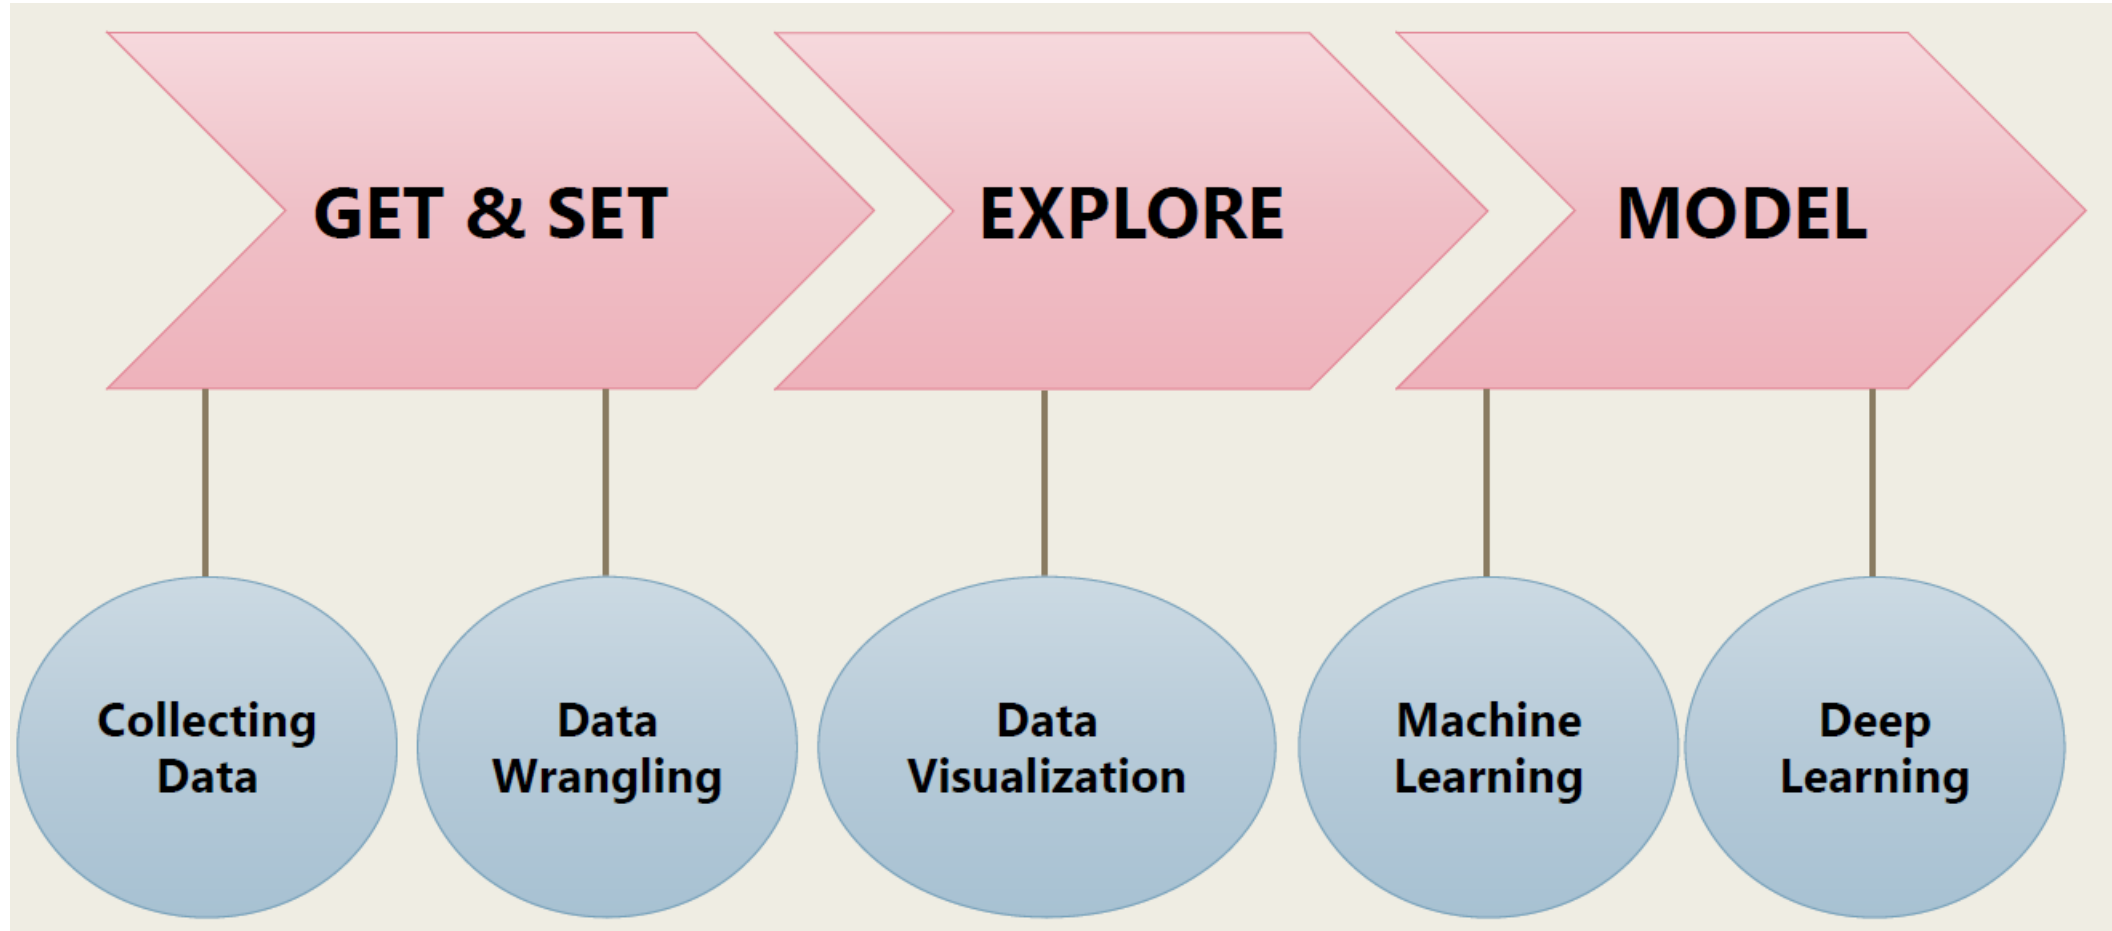 GET & SET
EXPLORE
MODEL
Collecting
Data
Data
Wrangling
Data
Visualization
Machine
Learning
Deep
Learning